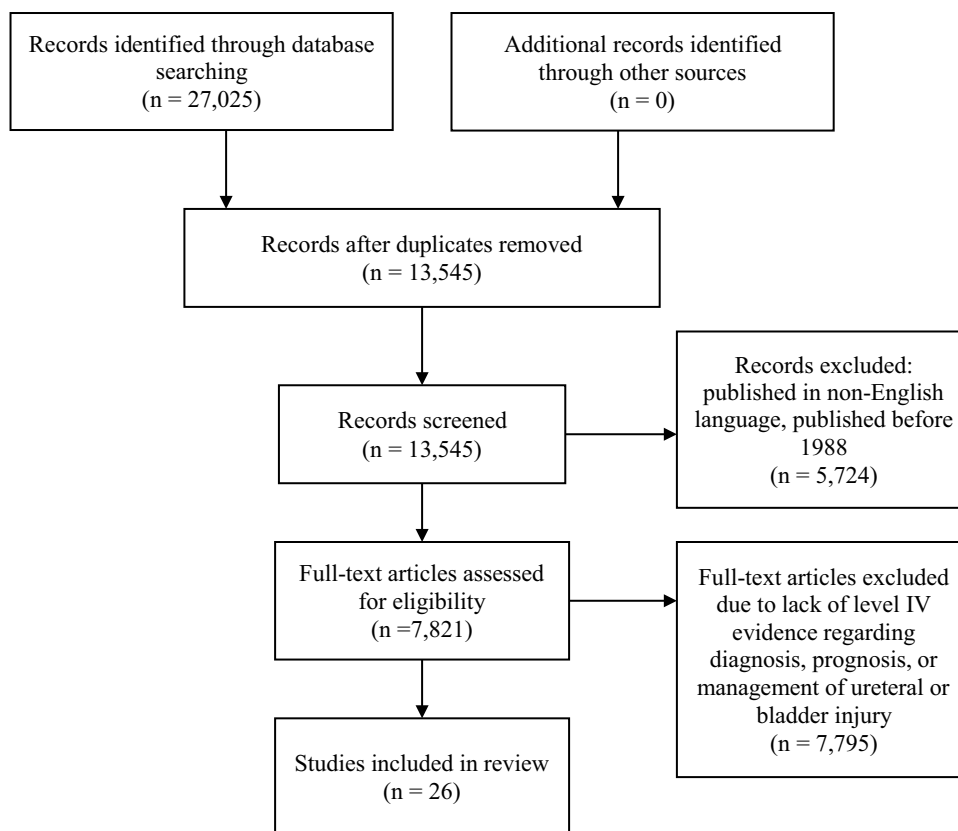 Records identified through database
searching
(n = 27,025)
Additional records identified
through other sources
(n = 0)
Records after duplicates removed
(n = 13,545)
Records screened
(n = 13,545)
Records excluded:
published in non-English
language, published before
1988
(n = 5,724)
Full-text articles assessed
for eligibility
(n =7,821)
Full-text articles excluded
due to lack of level IV
evidence regarding
diagnosis, prognosis, or
management of ureteral or
bladder injury
(n = 7,795)
Studies included in review
(n = 26)